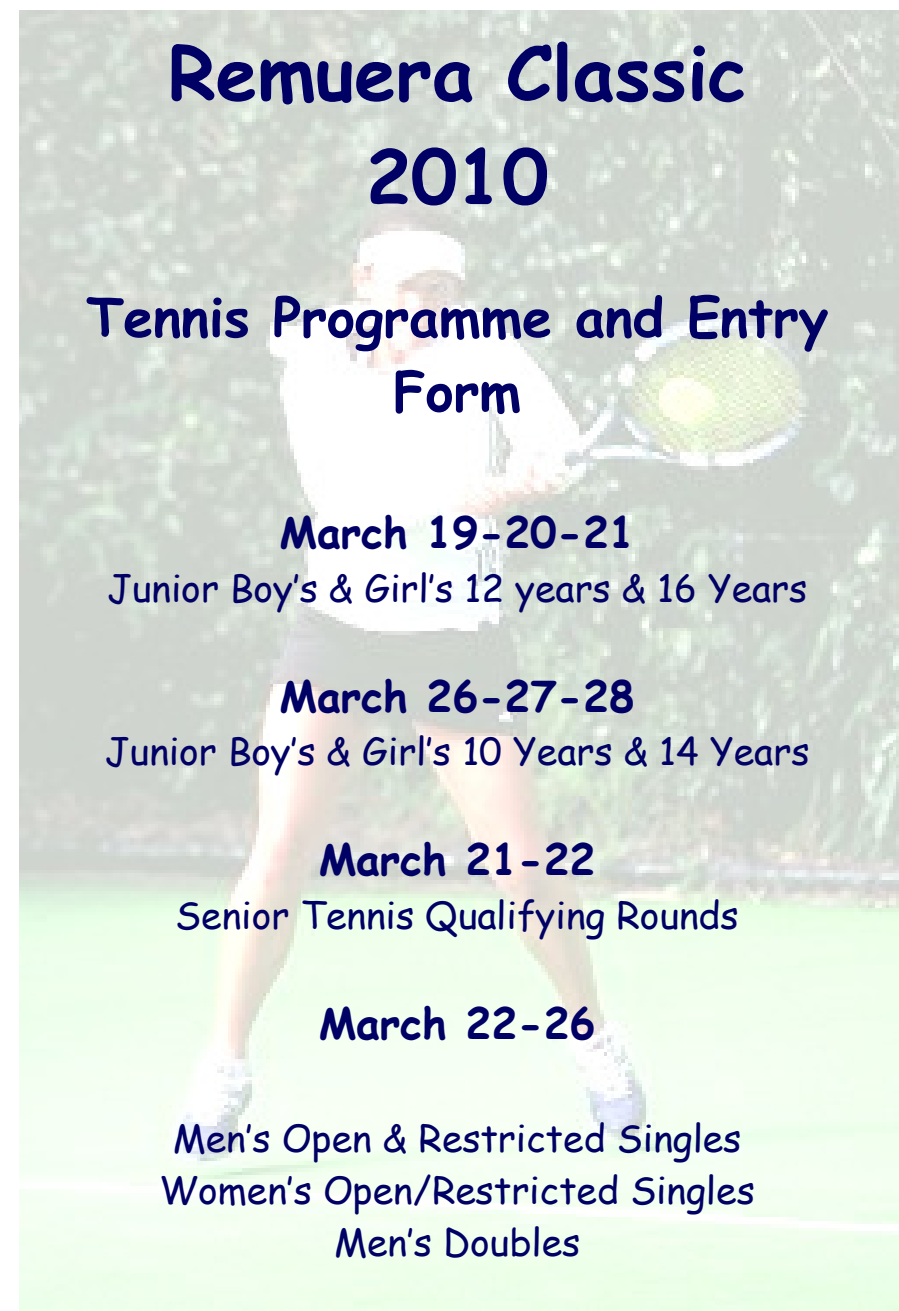 Remuera Classic
2010
Tennis Programme and Entry
Form
March 19-20-21
Junior Boy's & Girl's 12 years & 16 Years
March 26-27-28
Junior Boy's & Girl's 10 Years & 14 Years
March 21-22
Senior Tennis Qualifying Rounds
March 22-26
Men's Open & Restricted Singles
Women's Open/Restricted Singles
Men's Doubles